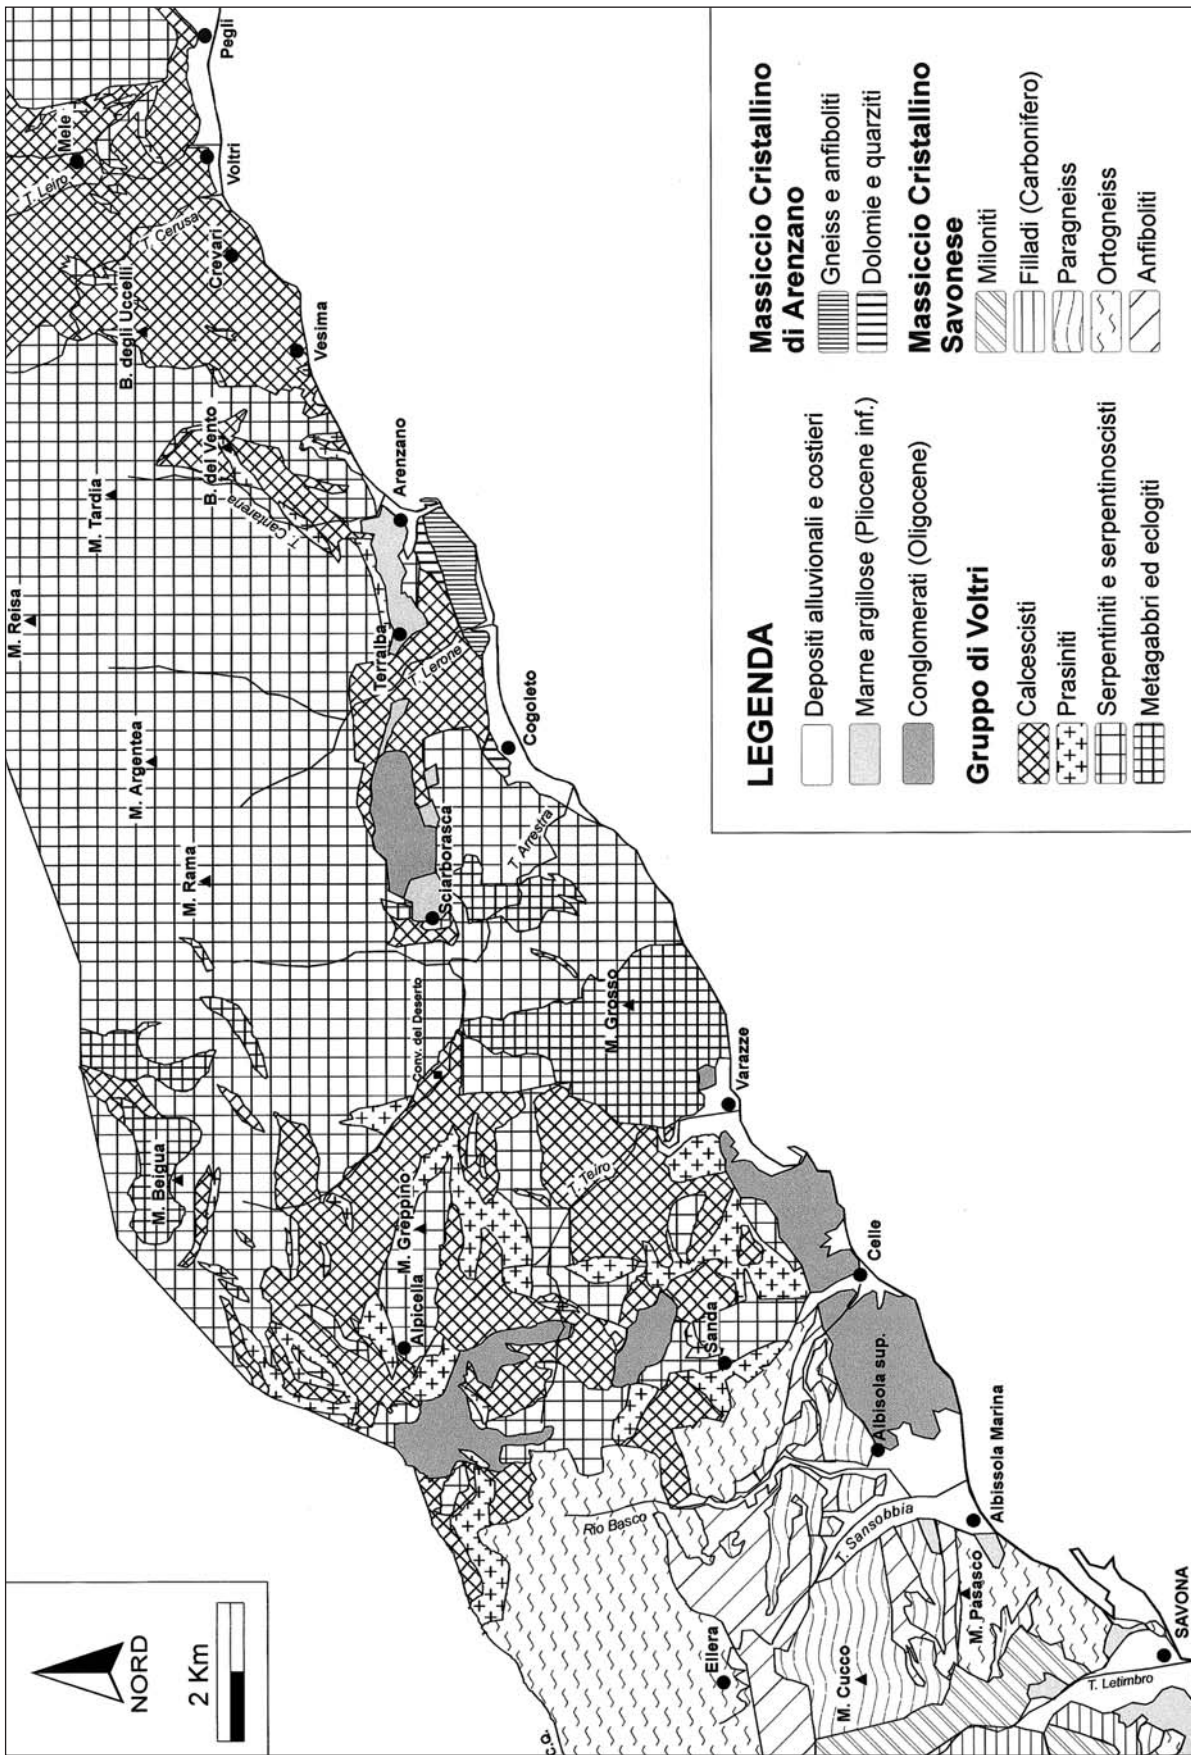 NORD
2 Km
M. Reisa
M. Tardia
M. Argentea
M. Rama
B. degli Uccelli
B. del Vento
T. Cantarena
T. Leiro
Mele
Pegli
Voltri
T. Cerusa
Crevari
Vesima
Arenzano
Terralba
T. Lerone
Cogoleto
Sciarborasca
T. Arrestra
Conv. del Deserto
M. Grosso
Varazze
M. Beigua
M. Greppino
Alpicella
T. Teiro
Celle
Sanda
Albisola sup.
Albissola Marina
Rio Basco
T. Sansobbia
Ellera
M. Cucco
M. Pasasco
T. Letimbro
SAVONA
LEGENDA
Depositi alluvionali e costieri
Marne argillose (Pliocene inf.)
Conglomerati (Oligocene)
Gruppo di Voltri
Calcescisti
Prasiniti
Serpentiniti e serpentinoscisti
Metagabbri ed eclogiti
Massiccio Cristallino
di Arenzano
Gneiss e anfiboliti
Dolomie e quarziti
Massiccio Cristallino
Savonese
Miloniti
Filladi (Carbonifero)
Paragneiss
Ortogneiss
Anfiboliti